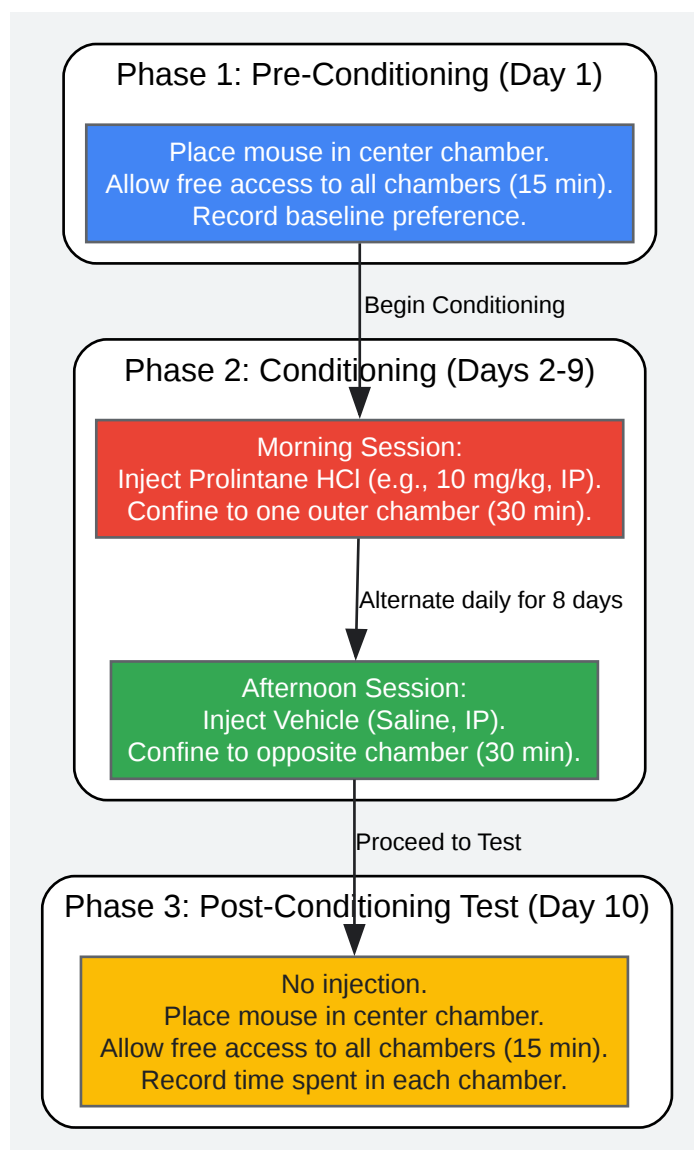 Phase 1: Pre-Conditioning (Day 1)
Place mouse in center chamber.
Allow free access to all chambers (15 min).
Record baseline preference.
Begin Conditioning
Phase 2: Conditioning (Days 2-9)
Morning Session:
Inject Prolintane HCl (e.g., 10 mg/kg, IP).
Confine to one outer chamber (30 min).
Alternate daily for 8 days
Afternoon Session:
Inject Vehicle (Saline, IP).
Confine to opposite chamber (30 min).
Proceed to Test
Phase 3: Post-Conditioning Test (Day 10)
No injection.
Place mouse in center chamber.
Allow free access to all chambers (15 min).
Record time spent in each chamber.